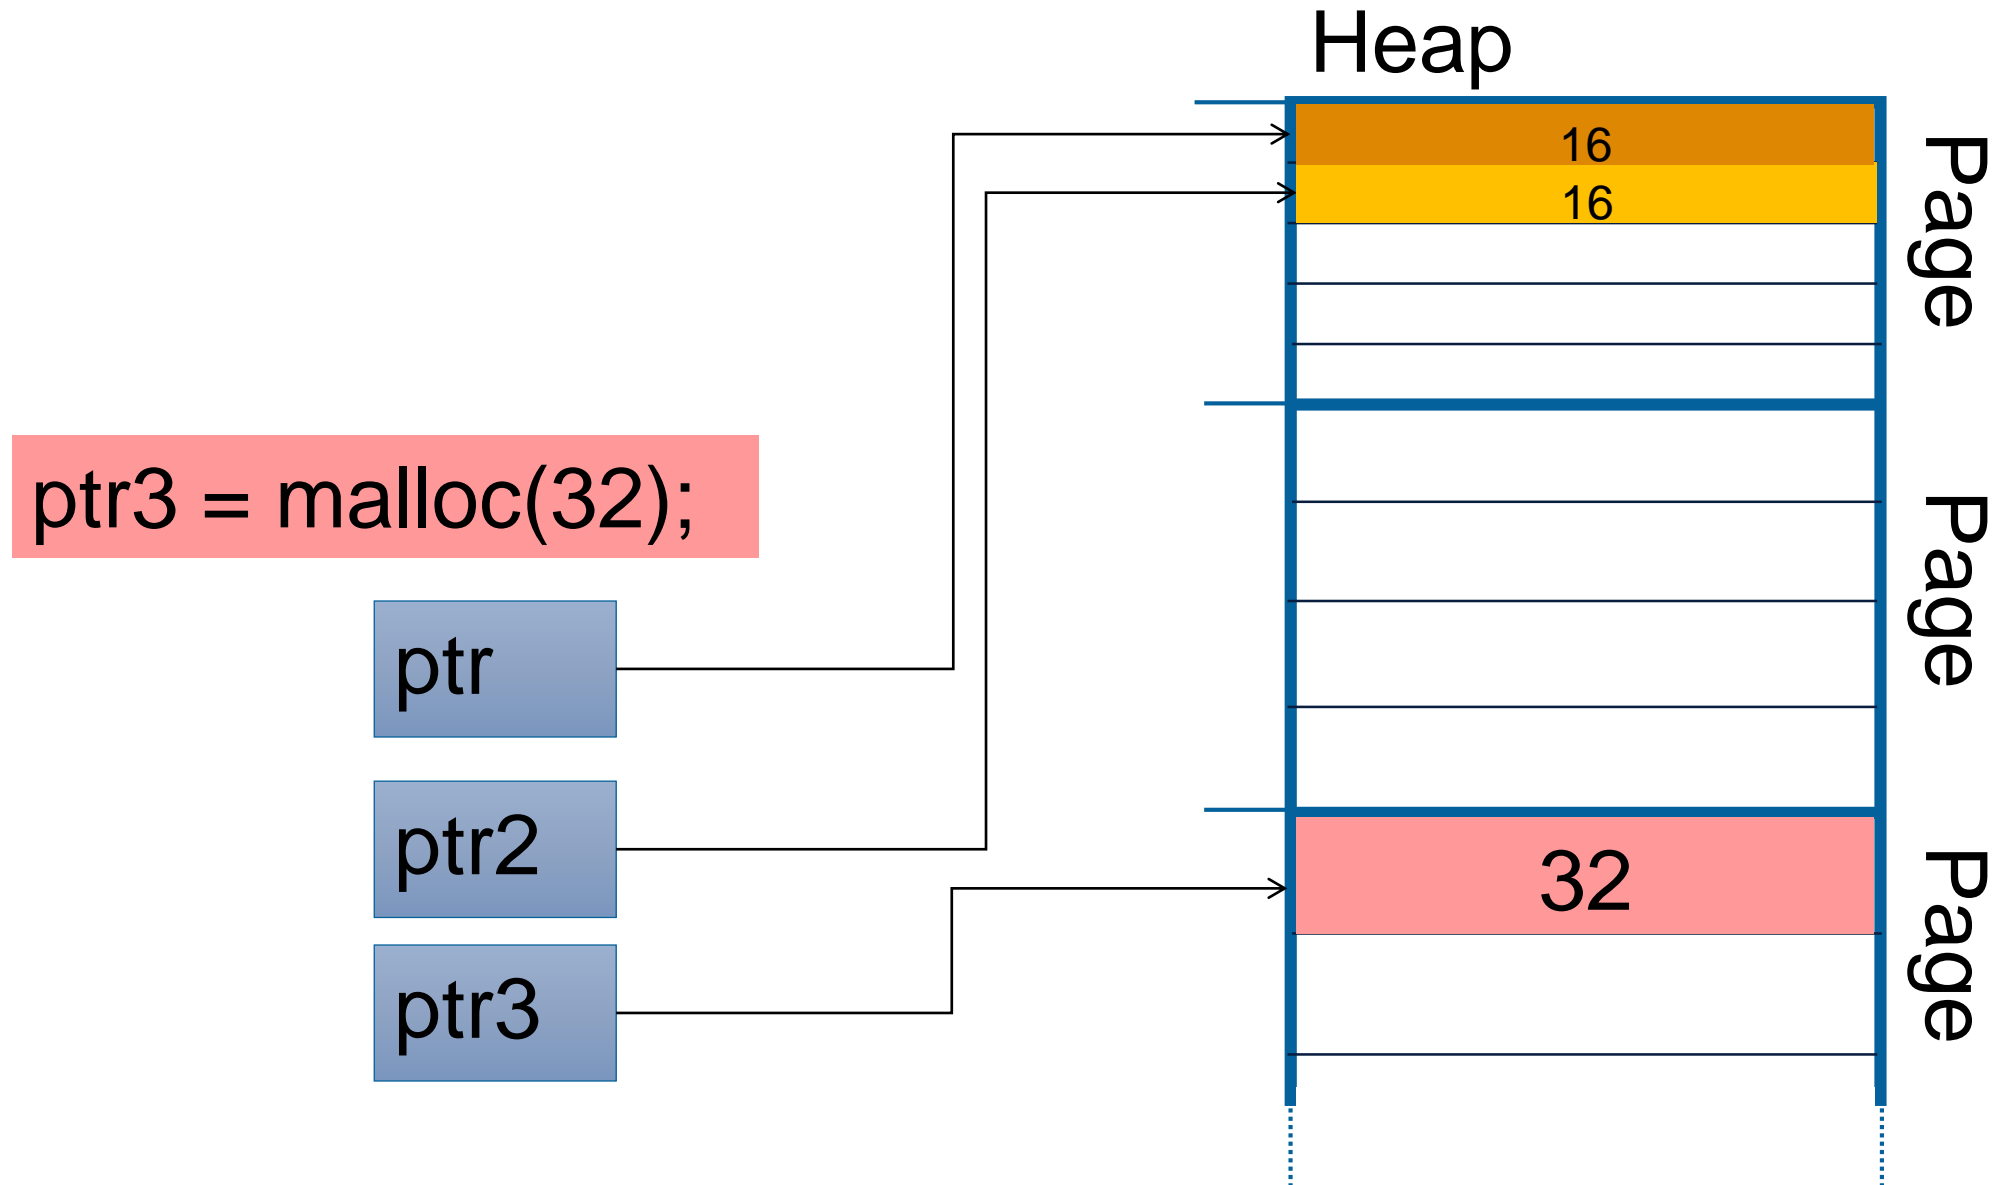 Heap
16
16
Page
ptr3 = malloc(32);
Page
ptr
ptr2
32
Page
ptr3